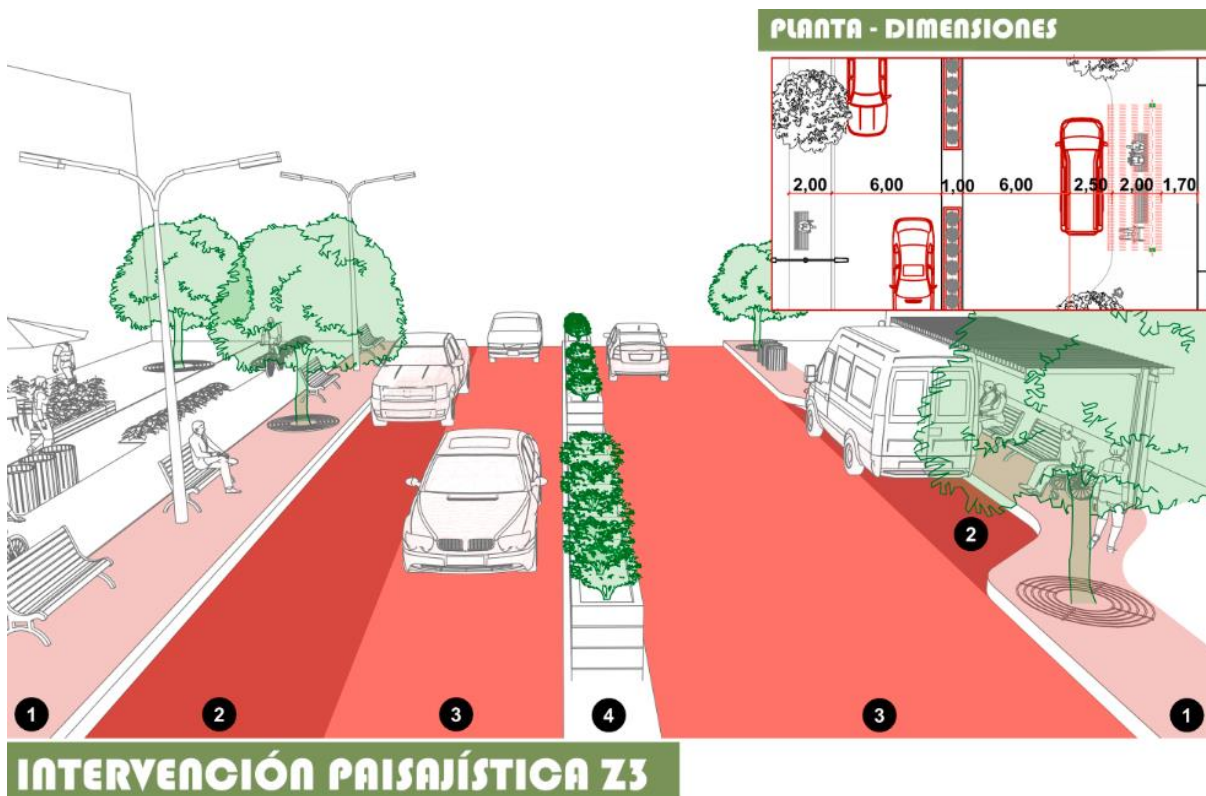 PLANTA - DIMENSIONES
2,00 6,00 1,00 6,00 2,50 2,00 1,70
2
1 2 3 4 3 1
INTERVENCIÓN PAISAJÍSTICA Z3